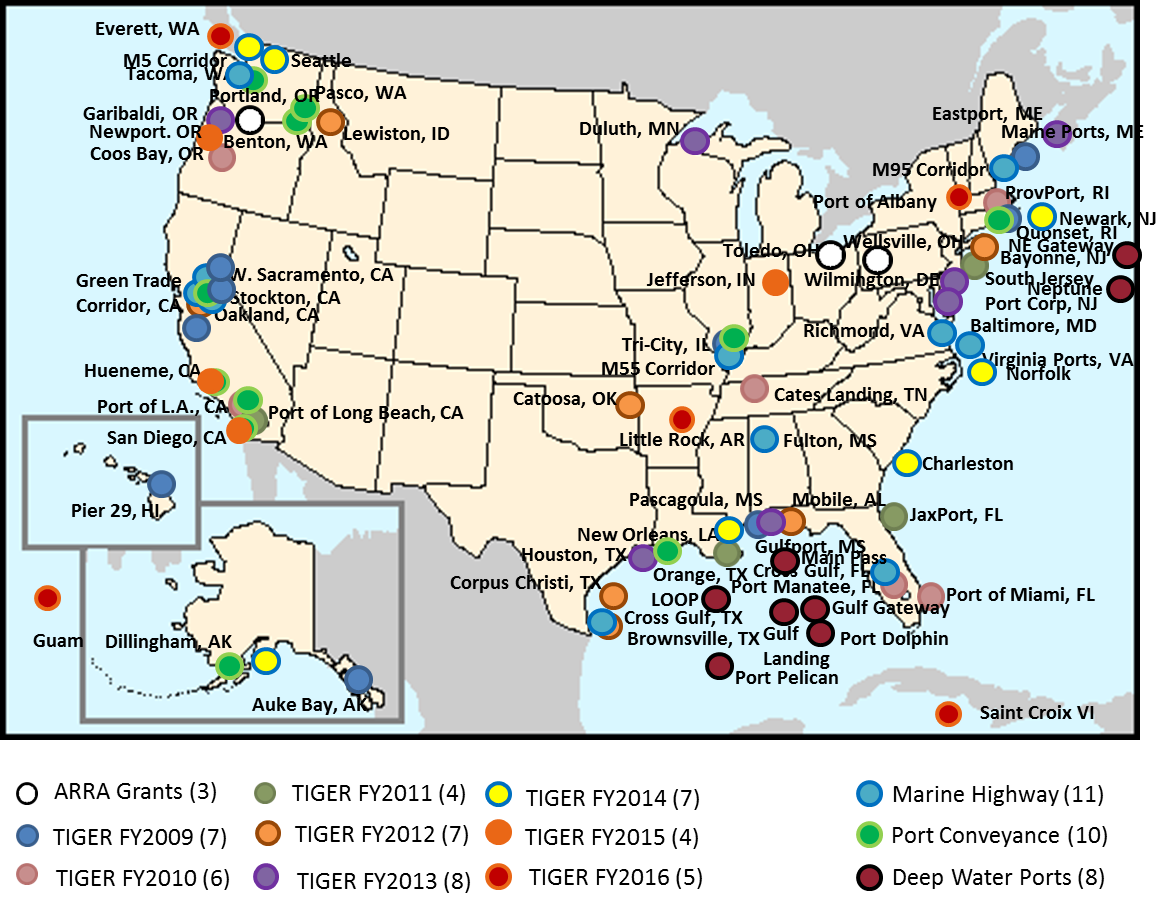 Everett, WA
M5 Corridor
Seattle
Tacoma, WA
Portland, OR
Pasco, WA
Garibaldi, OR
Newport. OR
Benton, WA
Lewiston, ID
Coos Bay, OR
Duluth, MN
Eastport, ME
Maine Ports, ME
M95 Corridor
Port of Albany
ProvPort, RI
Newark, NJ
Quonset, RI
Toledo, OH
Wellsville, OH
NE Gateway
Bayonne, NJ
Jefferson, IN
Wilmington, DE
South Jersey
Port Corp, NJ
Neptune
Green Trade
Corridor, CA
W. Sacramento, CA
Stockton, CA
Oakland, CA
Richmond, VA
Baltimore, MD
Tri-City, IL
M55 Corridor
Virginia Ports, VA
Norfolk
Hueneme, CA
Port of L.A., CA
Port of Long Beach, CA
San Diego, CA
Catoosa, OK
Cates Landing, TN
Little Rock, AR
Fulton, MS
Charleston
Pier 29, HI
Pascagoula, MS
Mobile, AL
JaxPort, FL
New Orleans, LA
Houston, TX
Gulfport, MS
Main Pass
Orange, TX
Cross Gulf, FL
Port Manatee, FL
Corpus Christi, TX
LOOP
Port of Miami, FL
Gulf Gateway
Cross Gulf, TX
Brownsville, TX
Gulf
Landing
Port Dolphin
Port Pelican
Guam
Dillingham, AK
Auke Bay, AK
Saint Croix VI
ARRA Grants (3)
TIGER FY2011 (4)
TIGER FY2014 (7)
Marine Highway (11)
TIGER FY2009 (7)
TIGER FY2012 (7)
TIGER FY2015 (4)
Port Conveyance (10)
TIGER FY2010 (6)
TIGER FY2013 (8)
TIGER FY2016 (5)
Deep Water Ports (8)